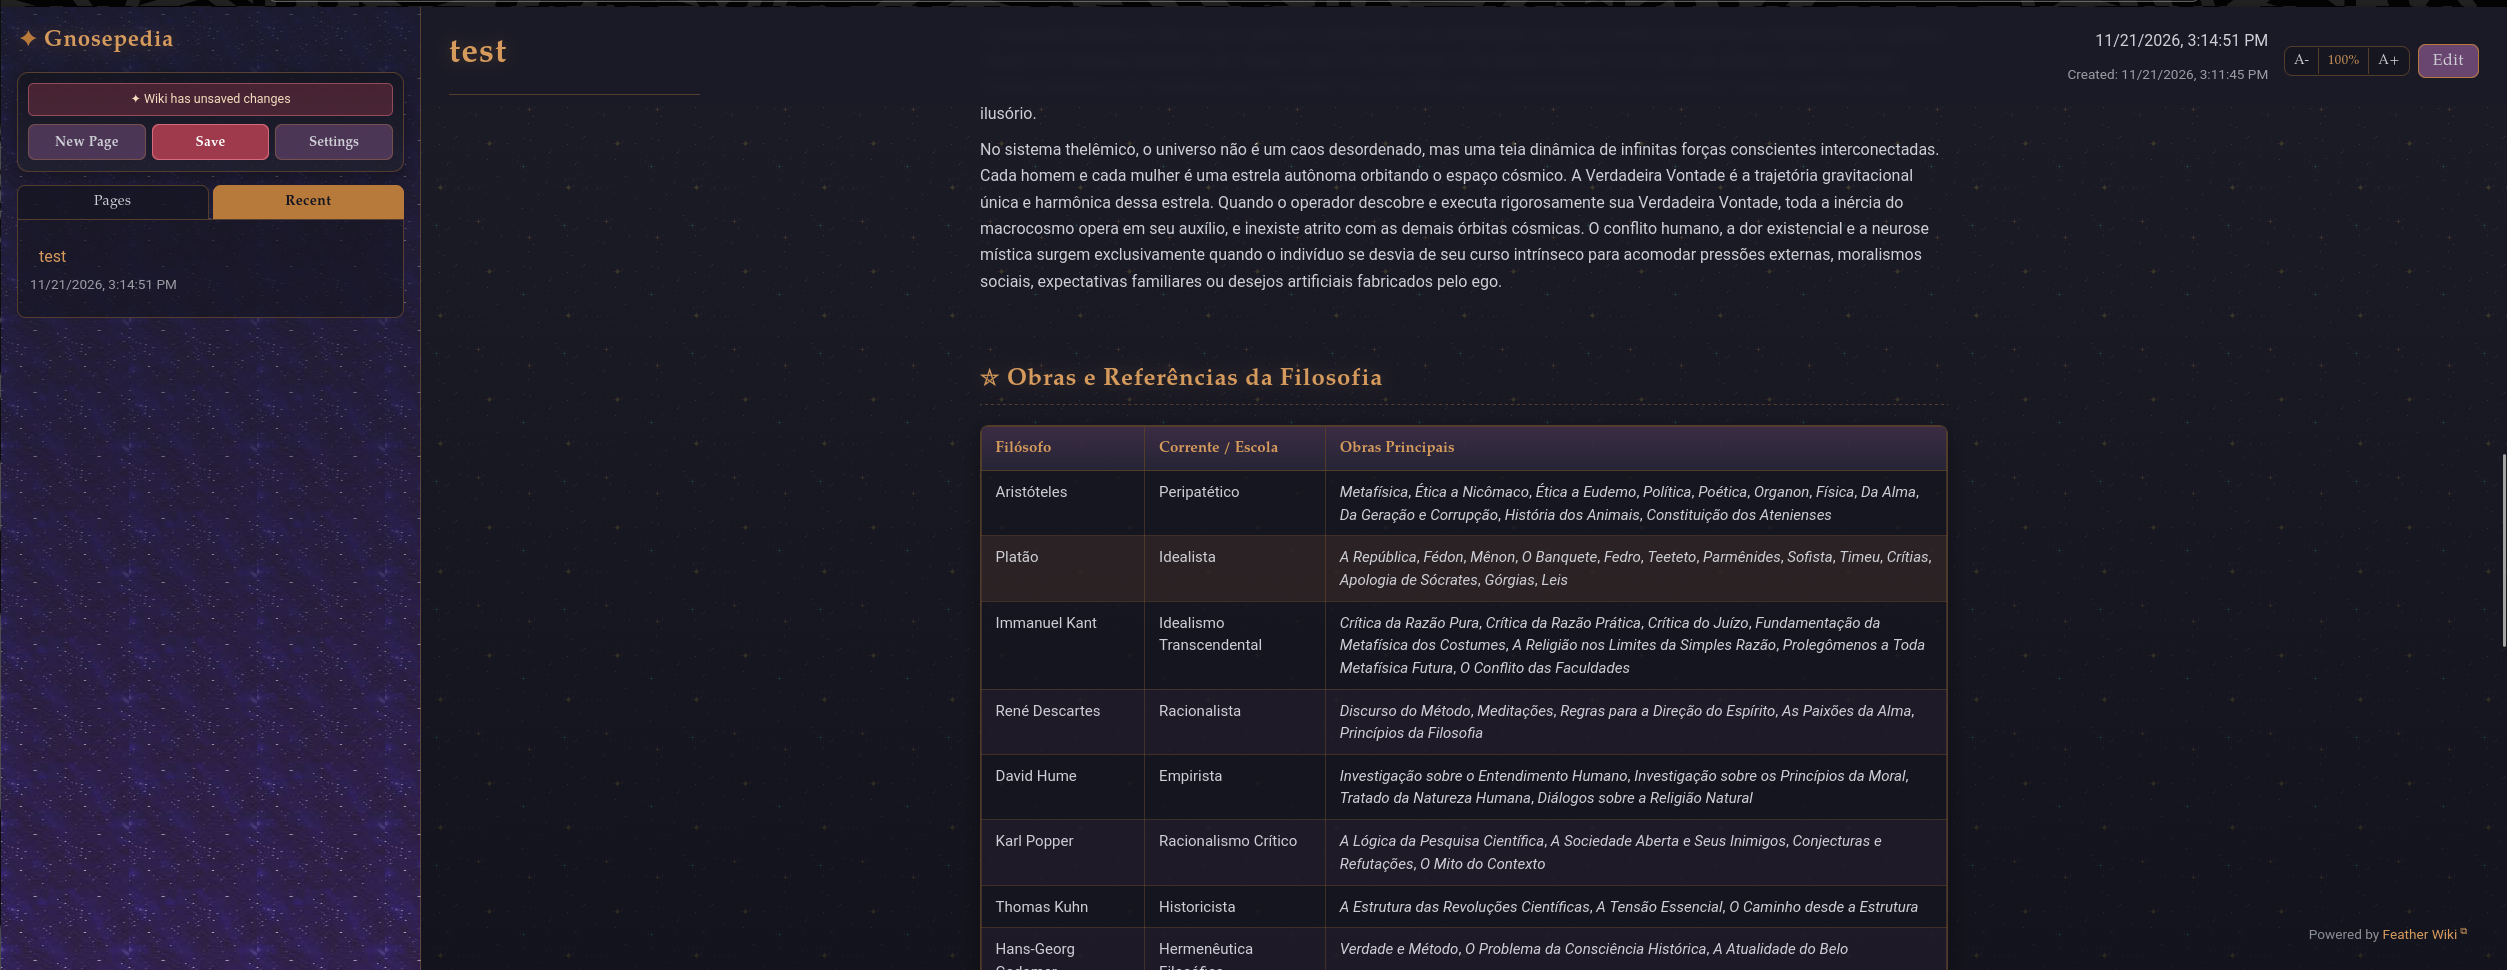 ✦ Gnosepedia
✦ Wiki has unsaved changes
New Page
Save
Settings
Pages
Recent
test
11/21/2026, 3:14:51 PM
test
11/21/2026, 3:14:51 PM
Created: 11/21/2026, 3:11:45 PM
A-
100%
A+
Edit
ilusório.
No sistema thelêmico, o universo não é um caos desordenado, mas uma teia dinâmica de infinitas forças conscientes interconectadas.
Cada homem e cada mulher é uma estrela autônoma orbitando o espaço cósmico. A Verdadeira Vontade é a trajetória gravitacional
única e harmônica dessa estrela. Quando o operador descobre e executa rigorosamente sua Verdadeira Vontade, toda a inércia do
macrocosmo opera em seu auxílio, e inexiste atrito com as demais órbitas cósmicas. O conflito humano, a dor existencial e a neurose
mística surgem exclusivamente quando o indivíduo se desvia de seu curso intrínseco para acomodar pressões externas, moralismos
sociais, expectativas familiares ou desejos artificiais fabricados pelo ego.
⛤ Obras e Referências da Filosofia
Filósofo
Corrente / Escola
Obras Principais
Aristóteles
Peripatético
Metafísica, Ética a Nicômaco, Ética a Eudemo, Política, Poética, Organon, Física, Da Alma,
Da Geração e Corrupção, História dos Animais, Constituição dos Atenienses
Platão
Idealista
A República, Fédon, Mênon, O Banquete, Fedro, Teeteto, Parmênides, Sofista, Timeu, Crítias,
Apologia de Sócrates, Górgias, Leis
Immanuel Kant
Idealismo
Transcendental
Crítica da Razão Pura, Crítica da Razão Prática, Crítica do Juízo, Fundamentação da
Metafísica dos Costumes, A Religião nos Limites da Simples Razão, Prolegômenos a Toda
Metafísica Futura, O Conflito das Faculdades
René Descartes
Racionalista
Discurso do Método, Meditações, Regras para a Direção do Espírito, As Paixões da Alma,
Princípios da Filosofia
David Hume
Empirista
Investigação sobre o Entendimento Humano, Investigação sobre os Princípios da Moral,
Tratado da Natureza Humana, Diálogos sobre a Religião Natural
Karl Popper
Racionalismo Crítico
A Lógica da Pesquisa Científica, A Sociedade Aberta e Seus Inimigos, Conjecturas e
Refutações, O Mito do Contexto
Thomas Kuhn
Historicista
A Estrutura das Revoluções Científicas, A Tensão Essencial, O Caminho desde a Estrutura
Hans-Georg
Hermenêutica
Verdade e Método, O Problema da Consciência Histórica, A Atualidade do Belo
Powered by Feather Wiki ⧉